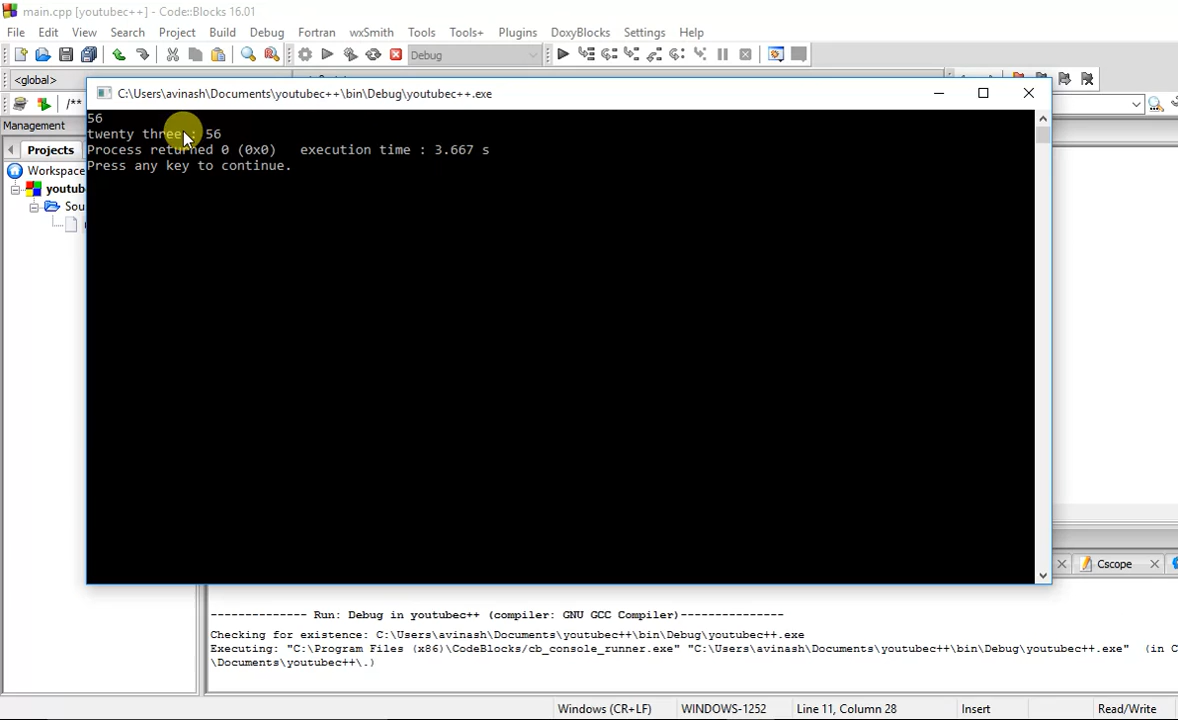 main.cpp [youtubec++] - Code::Blocks 16.01
File Edit View Search Project Build Debug Fortran wxSmith Tools Tools+ Plugins DoxyBlocks Settings Help
Debug
<global>
C:\Users\avinash\Documents\youtubec++\bin\Debug\youtubec++.exe
/**
Management
Projects
Workspace
youtub
Sou
56
twenty three : 56
Process returned 0 (0x0)   execution time : 3.667 s
Press any key to continue.
Cscope
-------------- Run: Debug in youtubec++ (compiler: GNU GCC Compiler)---------------
Checking for existence: C:\Users\avinash\Documents\youtubec++\bin\Debug\youtubec++.exe
Executing: "C:\Program Files (x86)\CodeBlocks/cb_console_runner.exe" "C:\Users\avinash\Documents\youtubec++\bin\Debug\youtubec++.exe"  (in C
\Documents\youtubec++\.)
Windows (CR+LF) WINDOWS-1252 Line 11, Column 28 Insert Read/Write